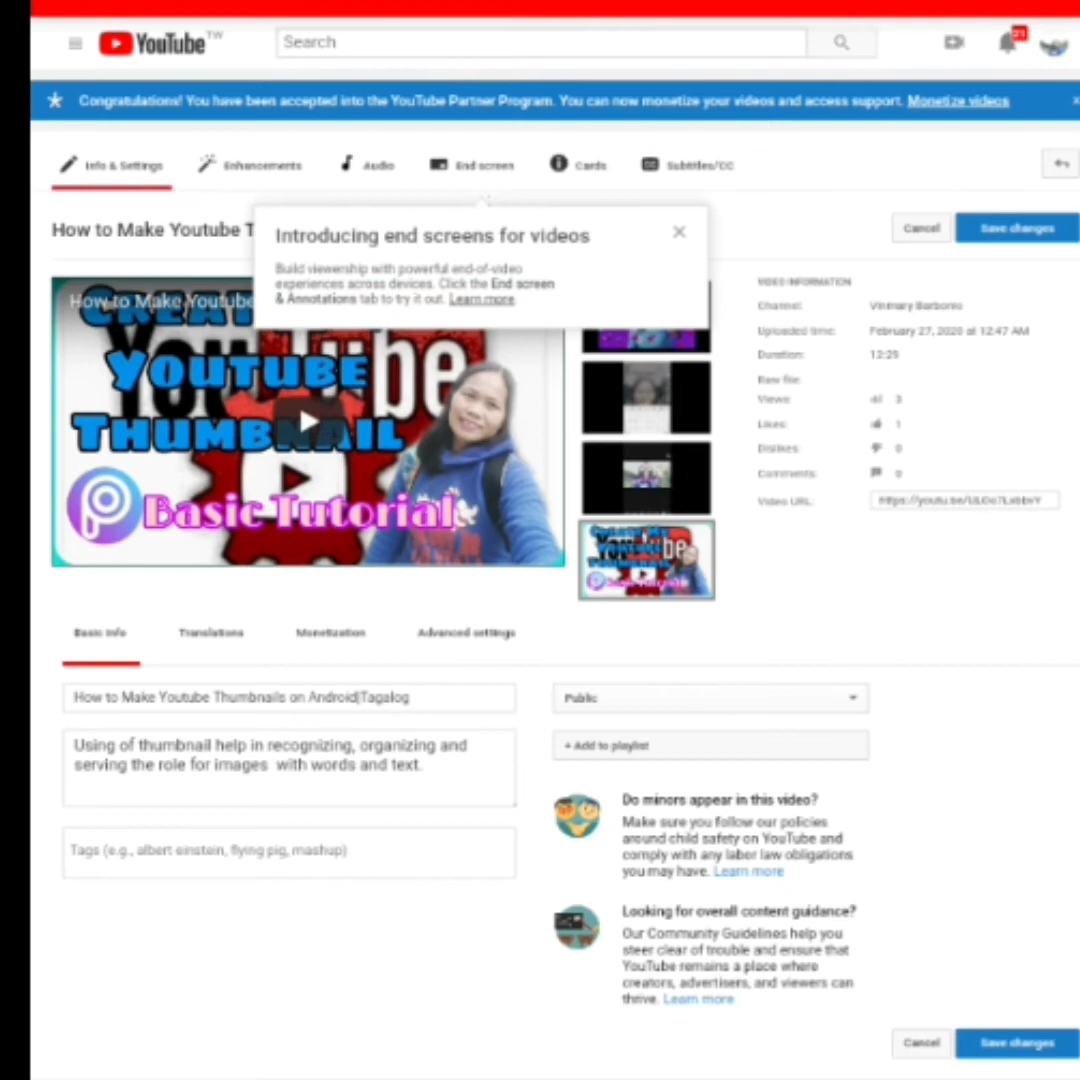 YouTube TW
Search
21
Congratulations! You have been accepted into the YouTube Partner Program. You can now monetize your videos and access support. Monetize videos
Info & Settings
Enhancements
Audio
End screen
Cards
Subtitles/CC
How to Make Youtube T
Cancel
Save changes
Introducing end screens for videos
Build viewership with powerful end-of-video
experiences across devices. Click the End screen
& Annotations tab to try it out. Learn more
How to Make Youtube
YOUTUBE
THUMBNAIL
Basic Tutorial
VIDEO INFORMATION
Channel:
Uploaded time: February 27, 2020 at 12:47 AM
Duration: 12:29
Raw file:
Views: 3
Likes: 1
Dislikes: 0
Comments: 0
Video URL:
Basic info
Translations
Monetization
Advanced settings
How to Make Youtube Thumbnails on Android|Tagalog
Public
Using of thumbnail help in recognizing, organizing and
serving the role for images with words and text.
+ Add to playlist
Tags (e.g., albert einstein, flying pig, mashup)
Do minors appear in this video?
Make sure you follow our policies
around child safety on YouTube and
comply with any labor law obligations
you may have. Learn more
Looking for overall content guidance?
Our Community Guidelines help you
steer clear of trouble and ensure that
YouTube remains a place where
creators, advertisers, and viewers can
thrive. Learn more
Cancel
Save changes